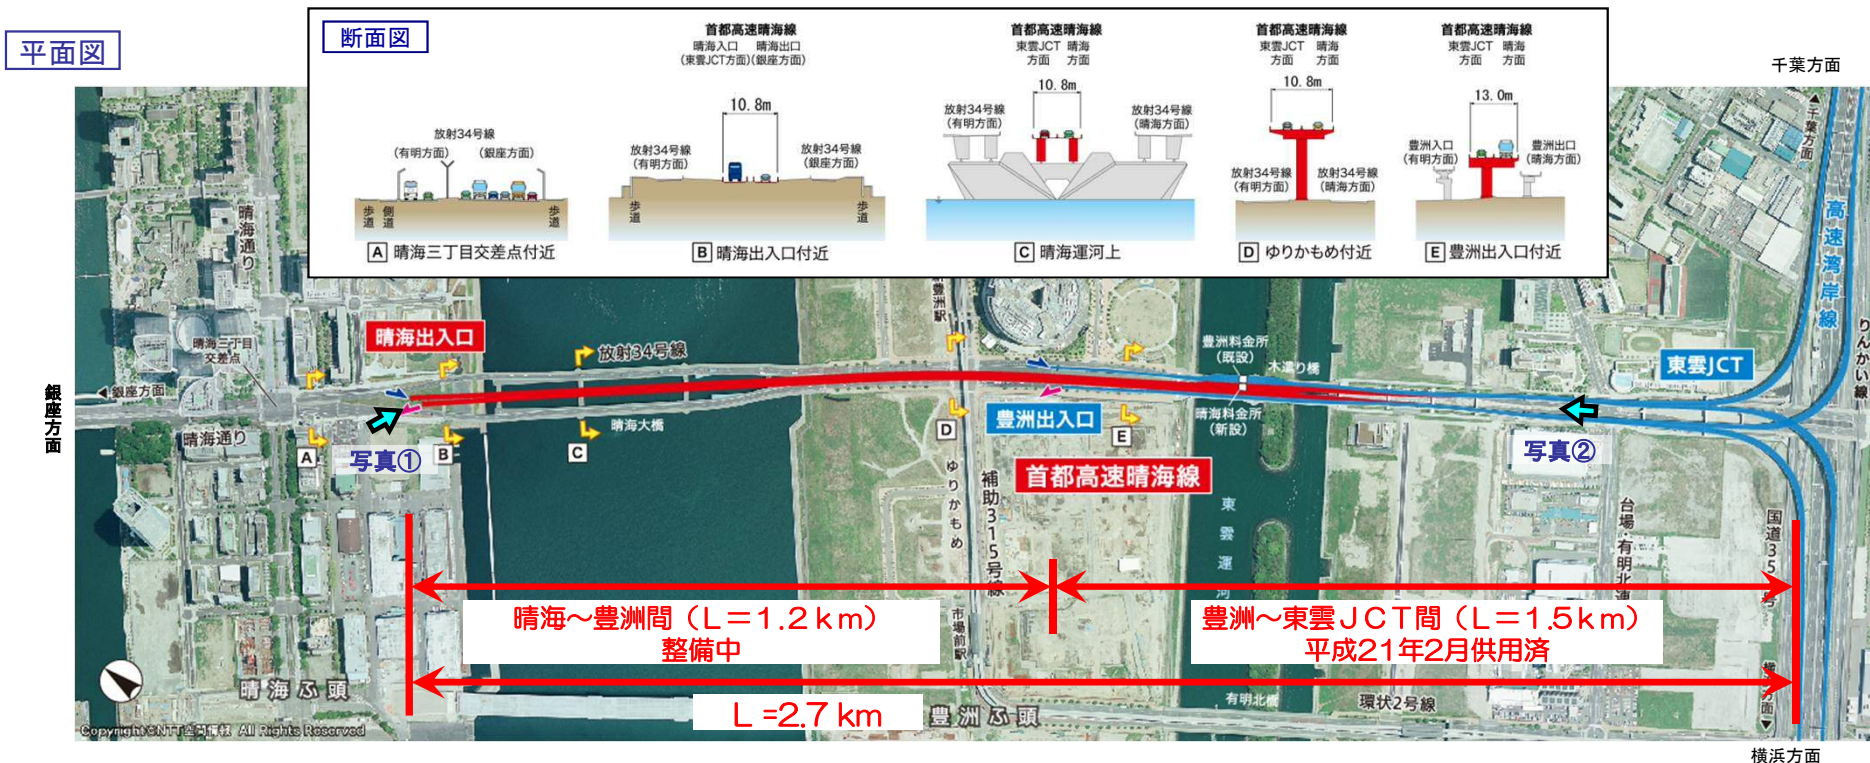 平面図
断面図
首都高速晴海線
晴海入口 晴海出口
(東雲JCT方面)(銀座方面)
10.8m
放射34号線
(有明方面)
放射34号線
(銀座方面)
歩道
歩道
B 晴海出入口付近
放射34号線
(有明方面)
(銀座方面)
歩道
側道
歩道
A 晴海三丁目交差点付近
首都高速晴海線
東雲JCT 晴海
方面 方面
10.8m
放射34号線
(有明方面)
放射34号線
(晴海方面)
C 晴海運河上
首都高速晴海線
東雲JCT 晴海
方面 方面
10.8m
放射34号線
(有明方面)
放射34号線
(晴海方面)
D ゆりかもめ付近
首都高速晴海線
東雲JCT 晴海
方面 方面
13.0m
豊洲入口
(有明方面)
豊洲出口
(晴海方面)
E 豊洲出入口付近
千葉方面
千葉方面
高速湾岸線
りんかい線
晴海通り
晴海三丁目
交差点
晴海出入口
放射34号線
豊洲料金所
(既設)
木遣り橋
東雲JCT
銀座方面
銀座方面
晴海通り
晴海大橋
豊洲出入口
晴海料金所
(新設)
A
B
C
D
E
写真①
写真②
首都高速晴海線
ゆりかもめ
補助315号線
東雲運河
台場・有明北連
国道35
号
晴海〜豊洲間(L=1.2km)
整備中
豊洲〜東雲JCT間(L=1.5km)
平成21年2月供用済
市場前駅
晴海ふ頭
L=2.7km
豊洲ふ頭
有明北橋
環状2号線
Copyright©NTT空間情報 All Rights Reserved
横浜方面